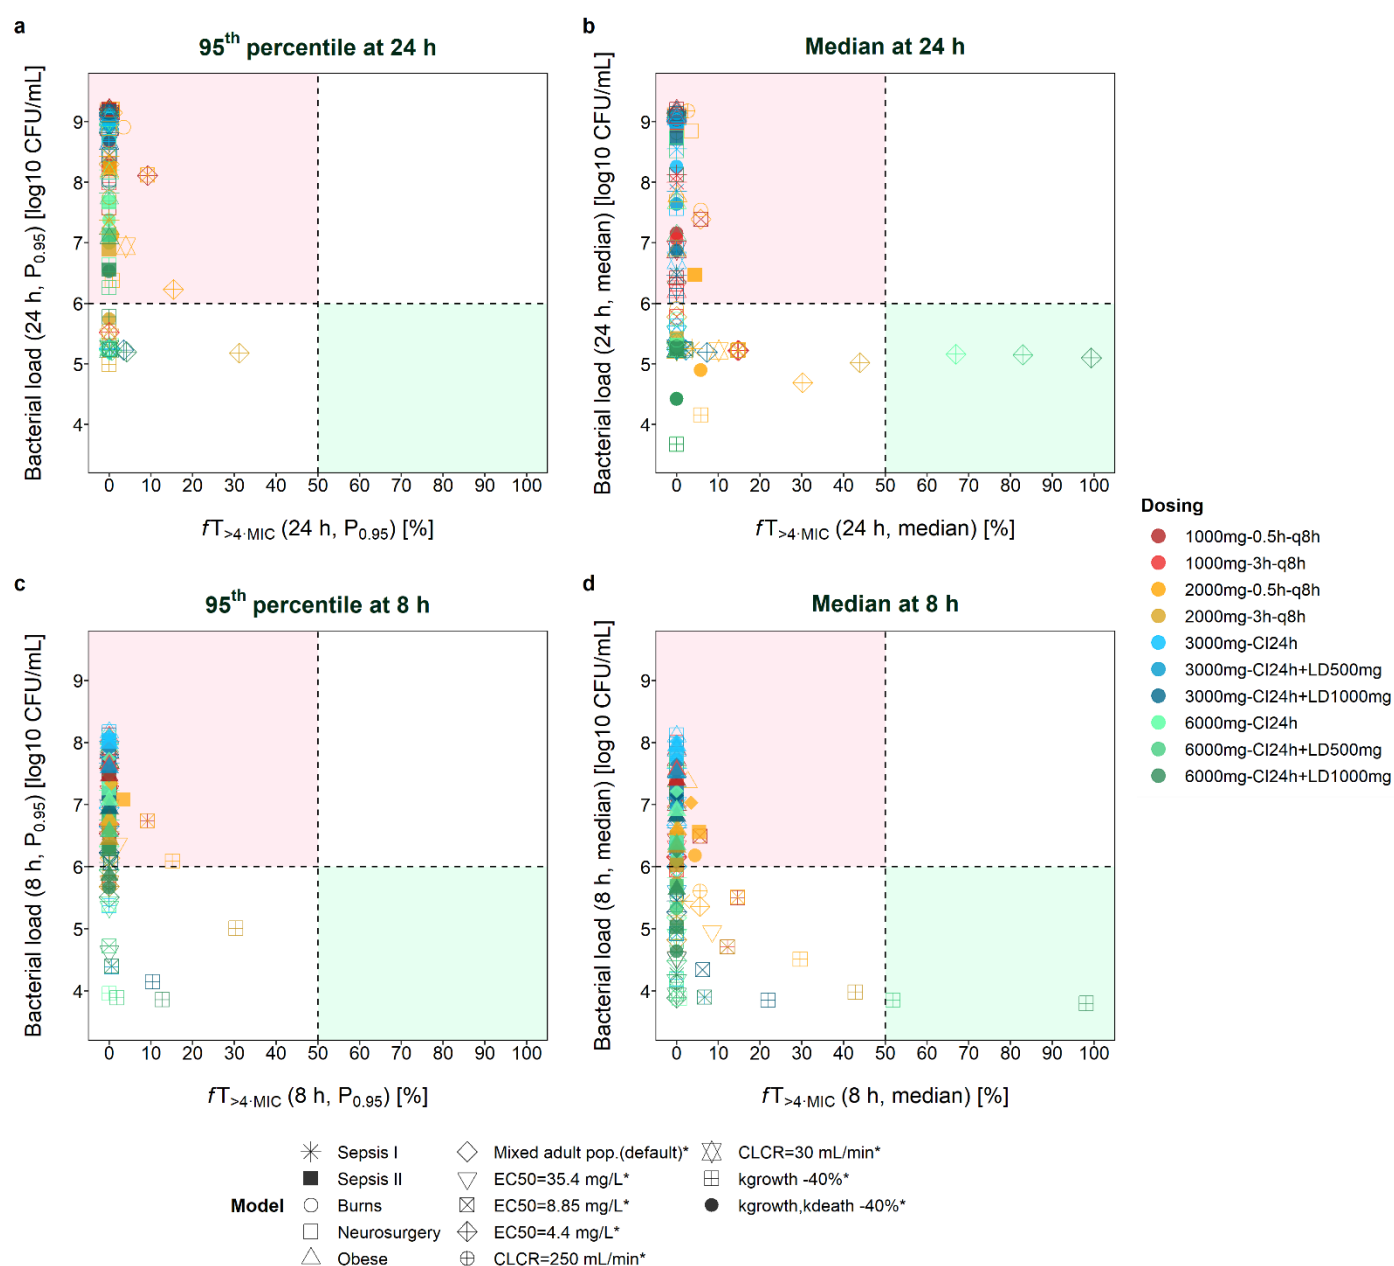 a
95th percentile at 24 h
Bacterial load (24 h, P0.95) [log10 CFU/mL]
9
8
7
6
5
4
0 10 20 30 40 50 60 70 80 90 100
fT>4·MIC (24 h, P0.95) [%]
b
Median at 24 h
Bacterial load (24 h, median) [log10 CFU/mL]
9
8
7
6
5
4
0 10 20 30 40 50 60 70 80 90 100
fT>4·MIC (24 h, median) [%]
c
95th percentile at 8 h
Bacterial load (8 h, P0.95) [log10 CFU/mL]
9
8
7
6
5
4
0 10 20 30 40 50 60 70 80 90 100
fT>4·MIC (8 h, P0.95) [%]
d
Median at 8 h
Bacterial load (8 h, median) [log10 CFU/mL]
9
8
7
6
5
4
0 10 20 30 40 50 60 70 80 90 100
fT>4·MIC (8 h, median) [%]
Dosing
1000mg-0.5h-q8h
1000mg-3h-q8h
2000mg-0.5h-q8h
2000mg-3h-q8h
3000mg-CI24h
3000mg-CI24h+LD500mg
3000mg-CI24h+LD1000mg
6000mg-CI24h
6000mg-CI24h+LD500mg
6000mg-CI24h+LD1000mg
Model
Sepsis I
Sepsis II
Burns
Neurosurgery
Obese
Mixed adult pop.(default)*
EC50=35.4 mg/L*
EC50=8.85 mg/L*
EC50=4.4 mg/L*
CLCR=250 mL/min*
CLCR=30 mL/min*
kgrowth -40%*
kgrowth,kdeath -40%*